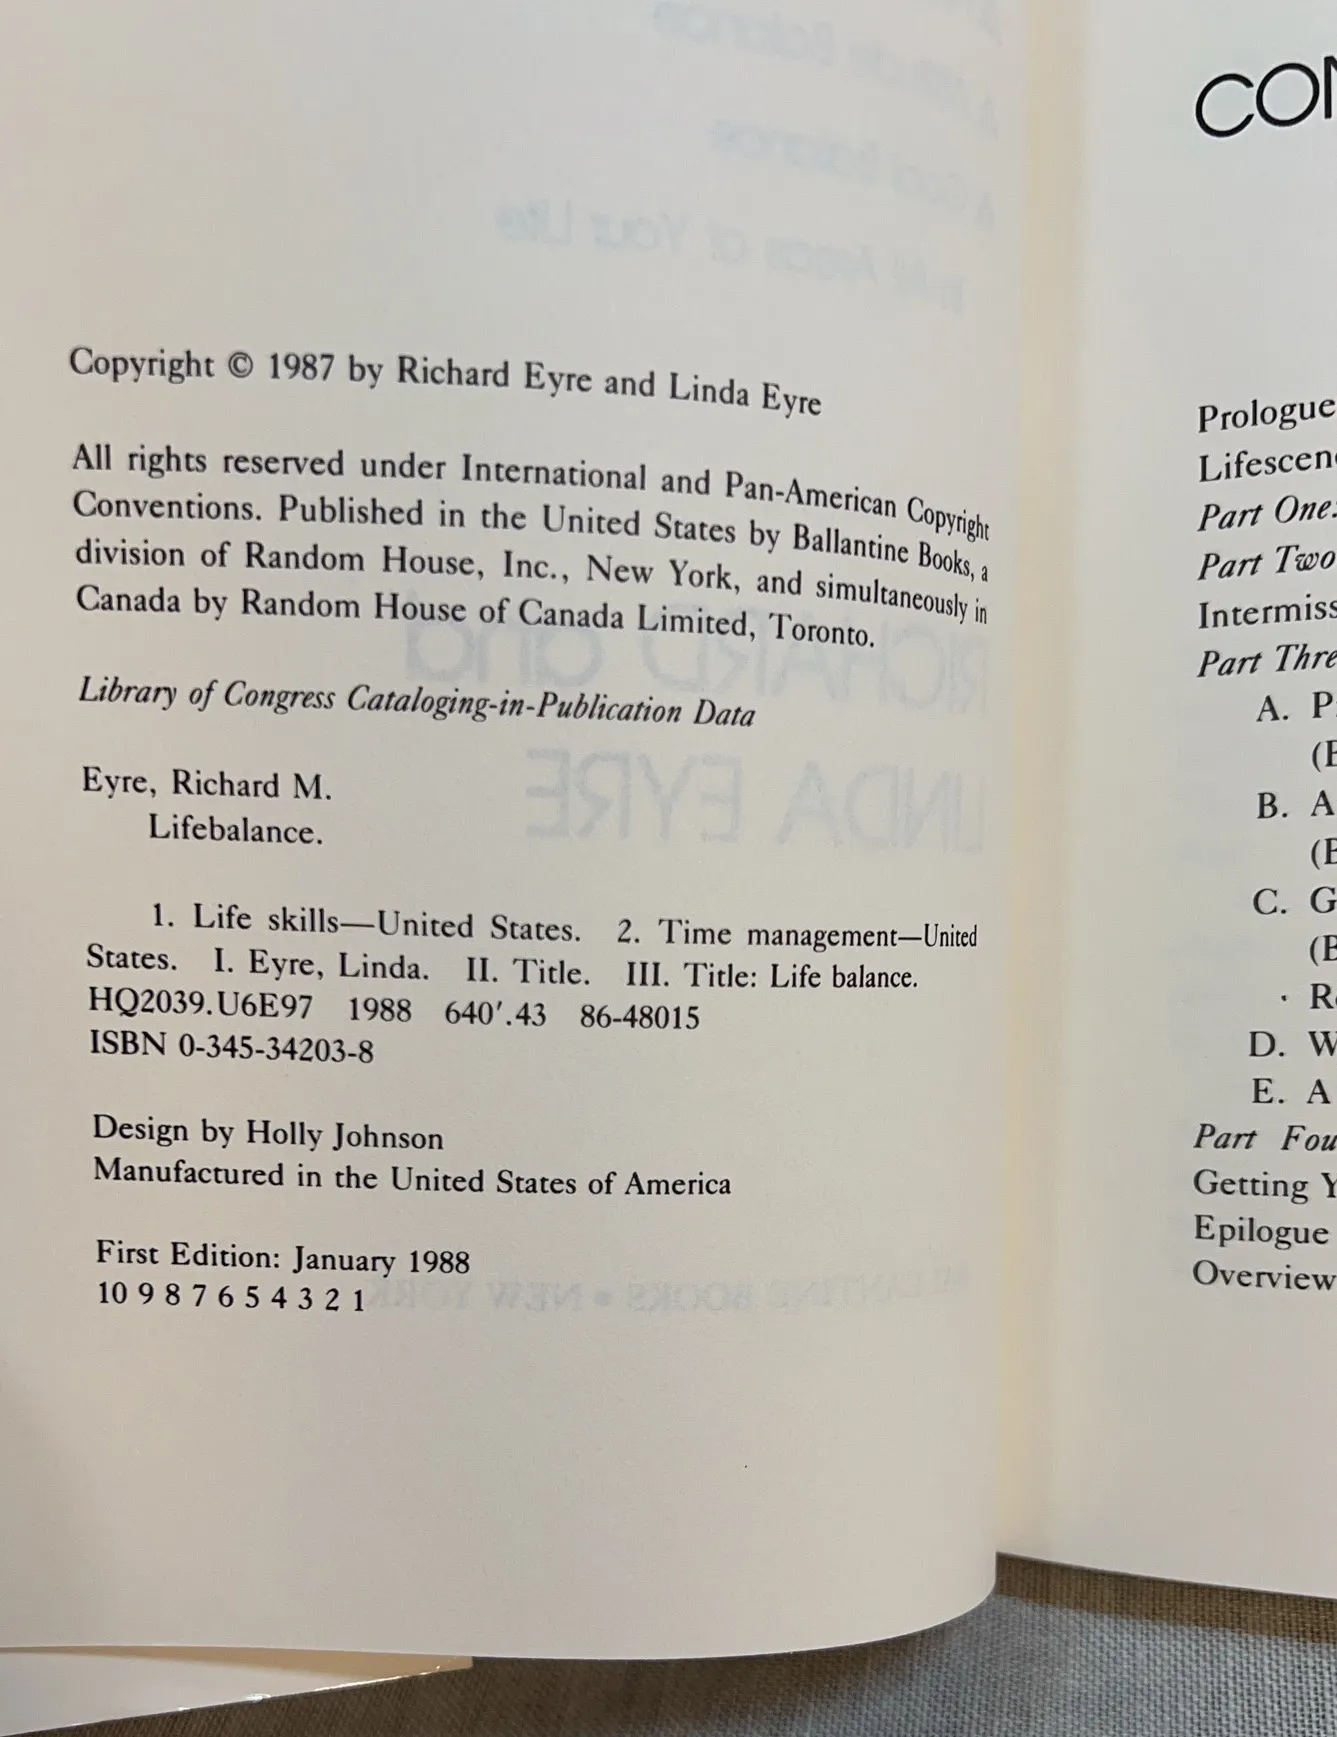 Copyright © 1987 by Richard Eyre and Linda Eyre
All rights reserved under International and Pan-American Copyright
Conventions. Published in the United States by Ballantine Books, a
division of Random House, Inc., New York, and simultaneously in
Canada by Random House of Canada Limited, Toronto.
Library of Congress Cataloging-in-Publication Data
Eyre, Richard M.
Lifebalance.
1. Life skills—United States. 2. Time management—United
States. I. Eyre, Linda. II. Title. III. Title: Life balance.
HQ2039.U6E97 1988 640'.43 86-48015
ISBN 0-345-34203-8
Design by Holly Johnson
Manufactured in the United States of America
First Edition: January 1988
10 9 8 7 6 5 4 3 2 1
Prologue
Part One:
Part Two
A.
B. A
C.
D.
E. A
Part
Getting
Epilogue
Overview